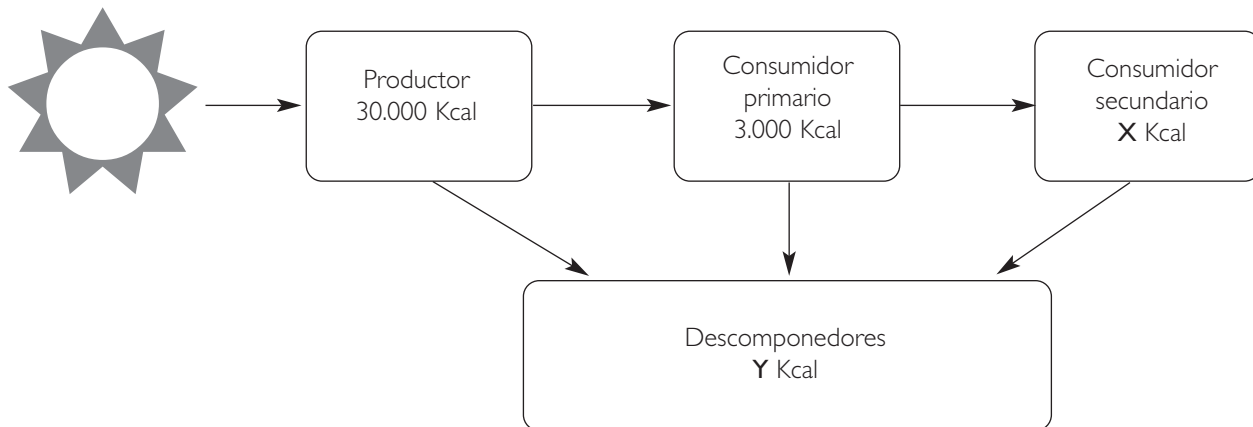 Productor
30.000 Kcal
Consumidor
primario
3.000 Kcal
Consumidor
secundario
X Kcal
Descomponedores
Y Kcal